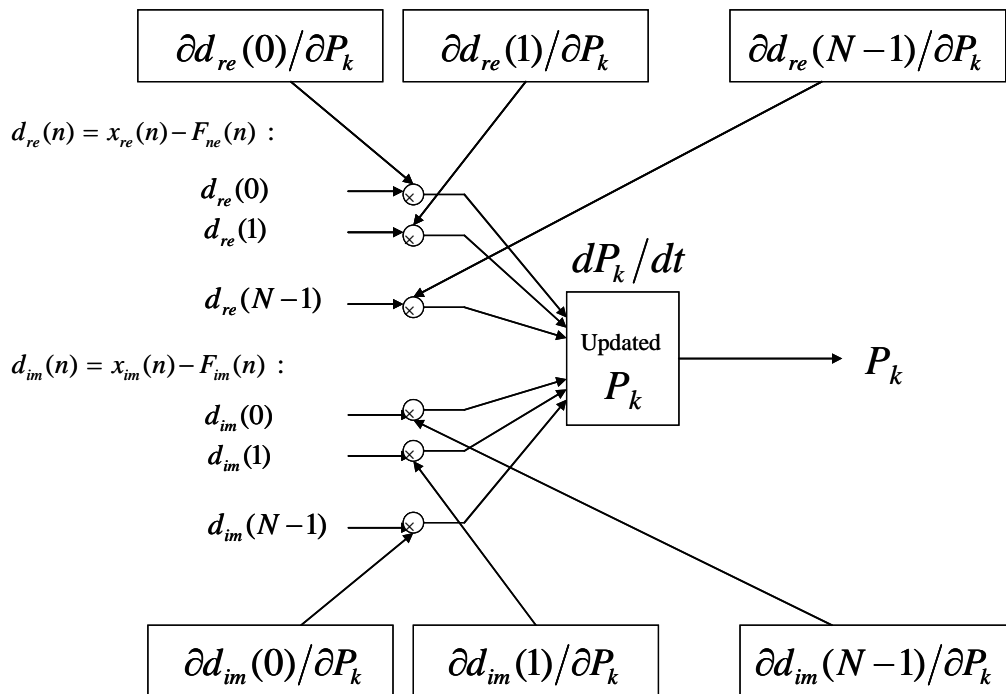 ∂d_re(0)/∂P_k
∂d_re(1)/∂P_k
∂d_re(N−1)/∂P_k
d_re(n) = x_re(n) − F_ne(n) :
d_re(0)
d_re(1)
d_re(N−1)
dP_k/dt
Updated
P_k
P_k
d_im(n) = x_im(n) − F_im(n) :
d_im(0)
d_im(1)
d_im(N−1)
∂d_im(0)/∂P_k
∂d_im(1)/∂P_k
∂d_im(N−1)/∂P_k